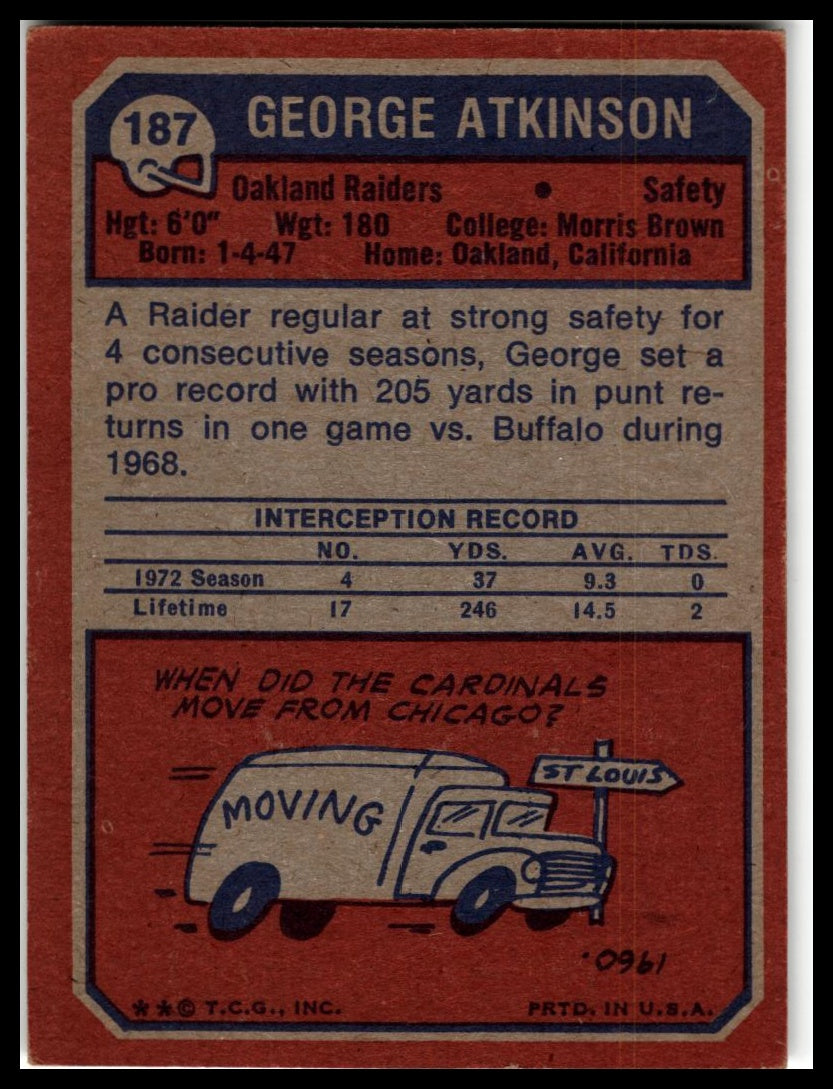 187 GEORGE ATKINSON
Oakland Raiders • Safety
Hgt: 6'0" Wgt: 180 College: Morris Brown
Born: 1-4-47 Home: Oakland, California
A Raider regular at strong safety for
4 consecutive seasons, George set a
pro record with 205 yards in punt re-
turns in one game vs. Buffalo during
1968.
INTERCEPTION RECORD
NO. YDS. AVG. TDS.
1972 Season 4 37 9.3 0
Lifetime 17 246 14.5 2
WHEN DID THE CARDINALS
MOVE FROM CHICAGO?
ST LOUIS
MOVING
1960.
**© T.C.G., INC. PRTD. IN U.S.A.